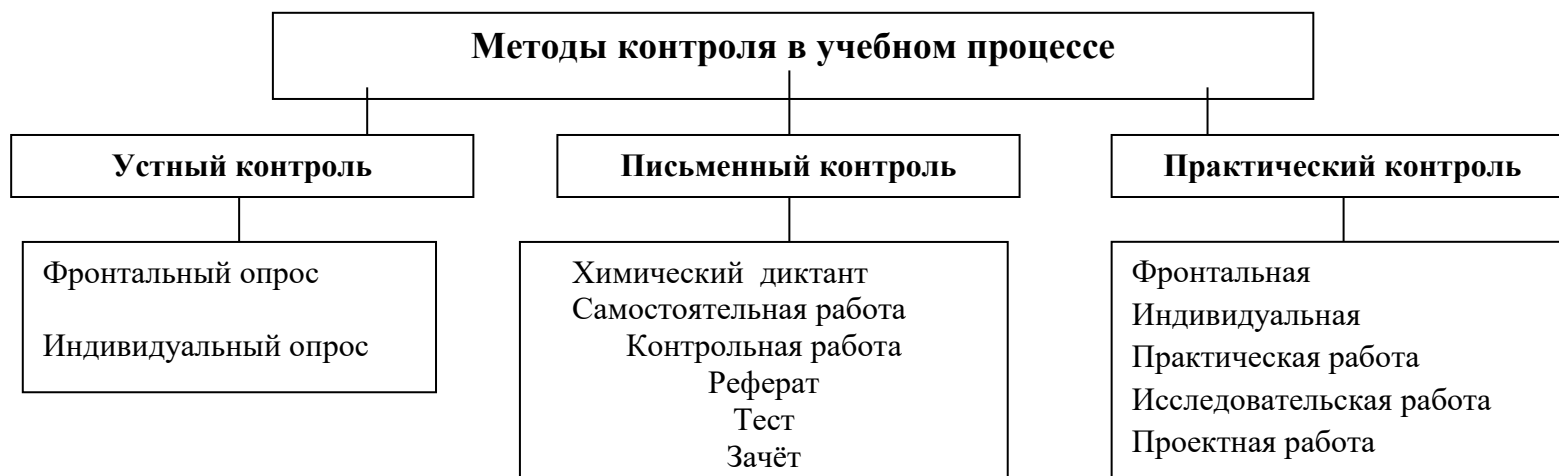 Методы контроля в учебном процессе
Устный контроль
Письменный контроль
Практический контроль
Фронтальный опрос
Индивидуальный опрос
Химический диктант
Самостоятельная работа
Контрольная работа
Реферат
Тест
Зачёт
Фронтальная
Индивидуальная
Практическая работа
Исследовательская работа
Проектная работа